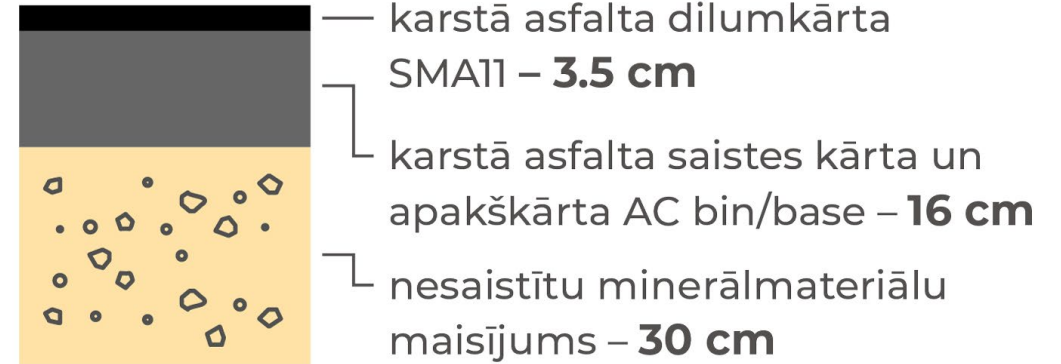 karstā asfalta dilumkārta
SMA11 – 3.5 cm
karstā asfalta saistes kārta un
apakškārta AC bin/base – 16 cm
nesaistītu minerālmateriālu
maisījums – 30 cm